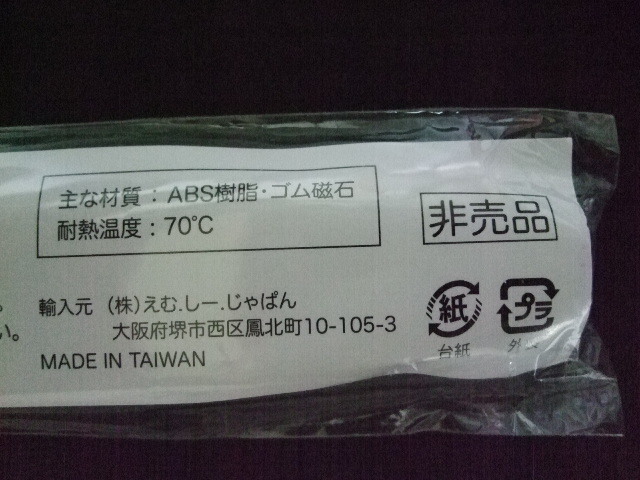 主な材質：ABS樹脂・ゴム磁石
耐熱温度：70℃
非売品
い。
輸入元 (株)えむ.しー.じゃぱん
大阪府堺市西区鳳北町10-105-3
MADE IN TAIWAN
紙
台紙
プラ